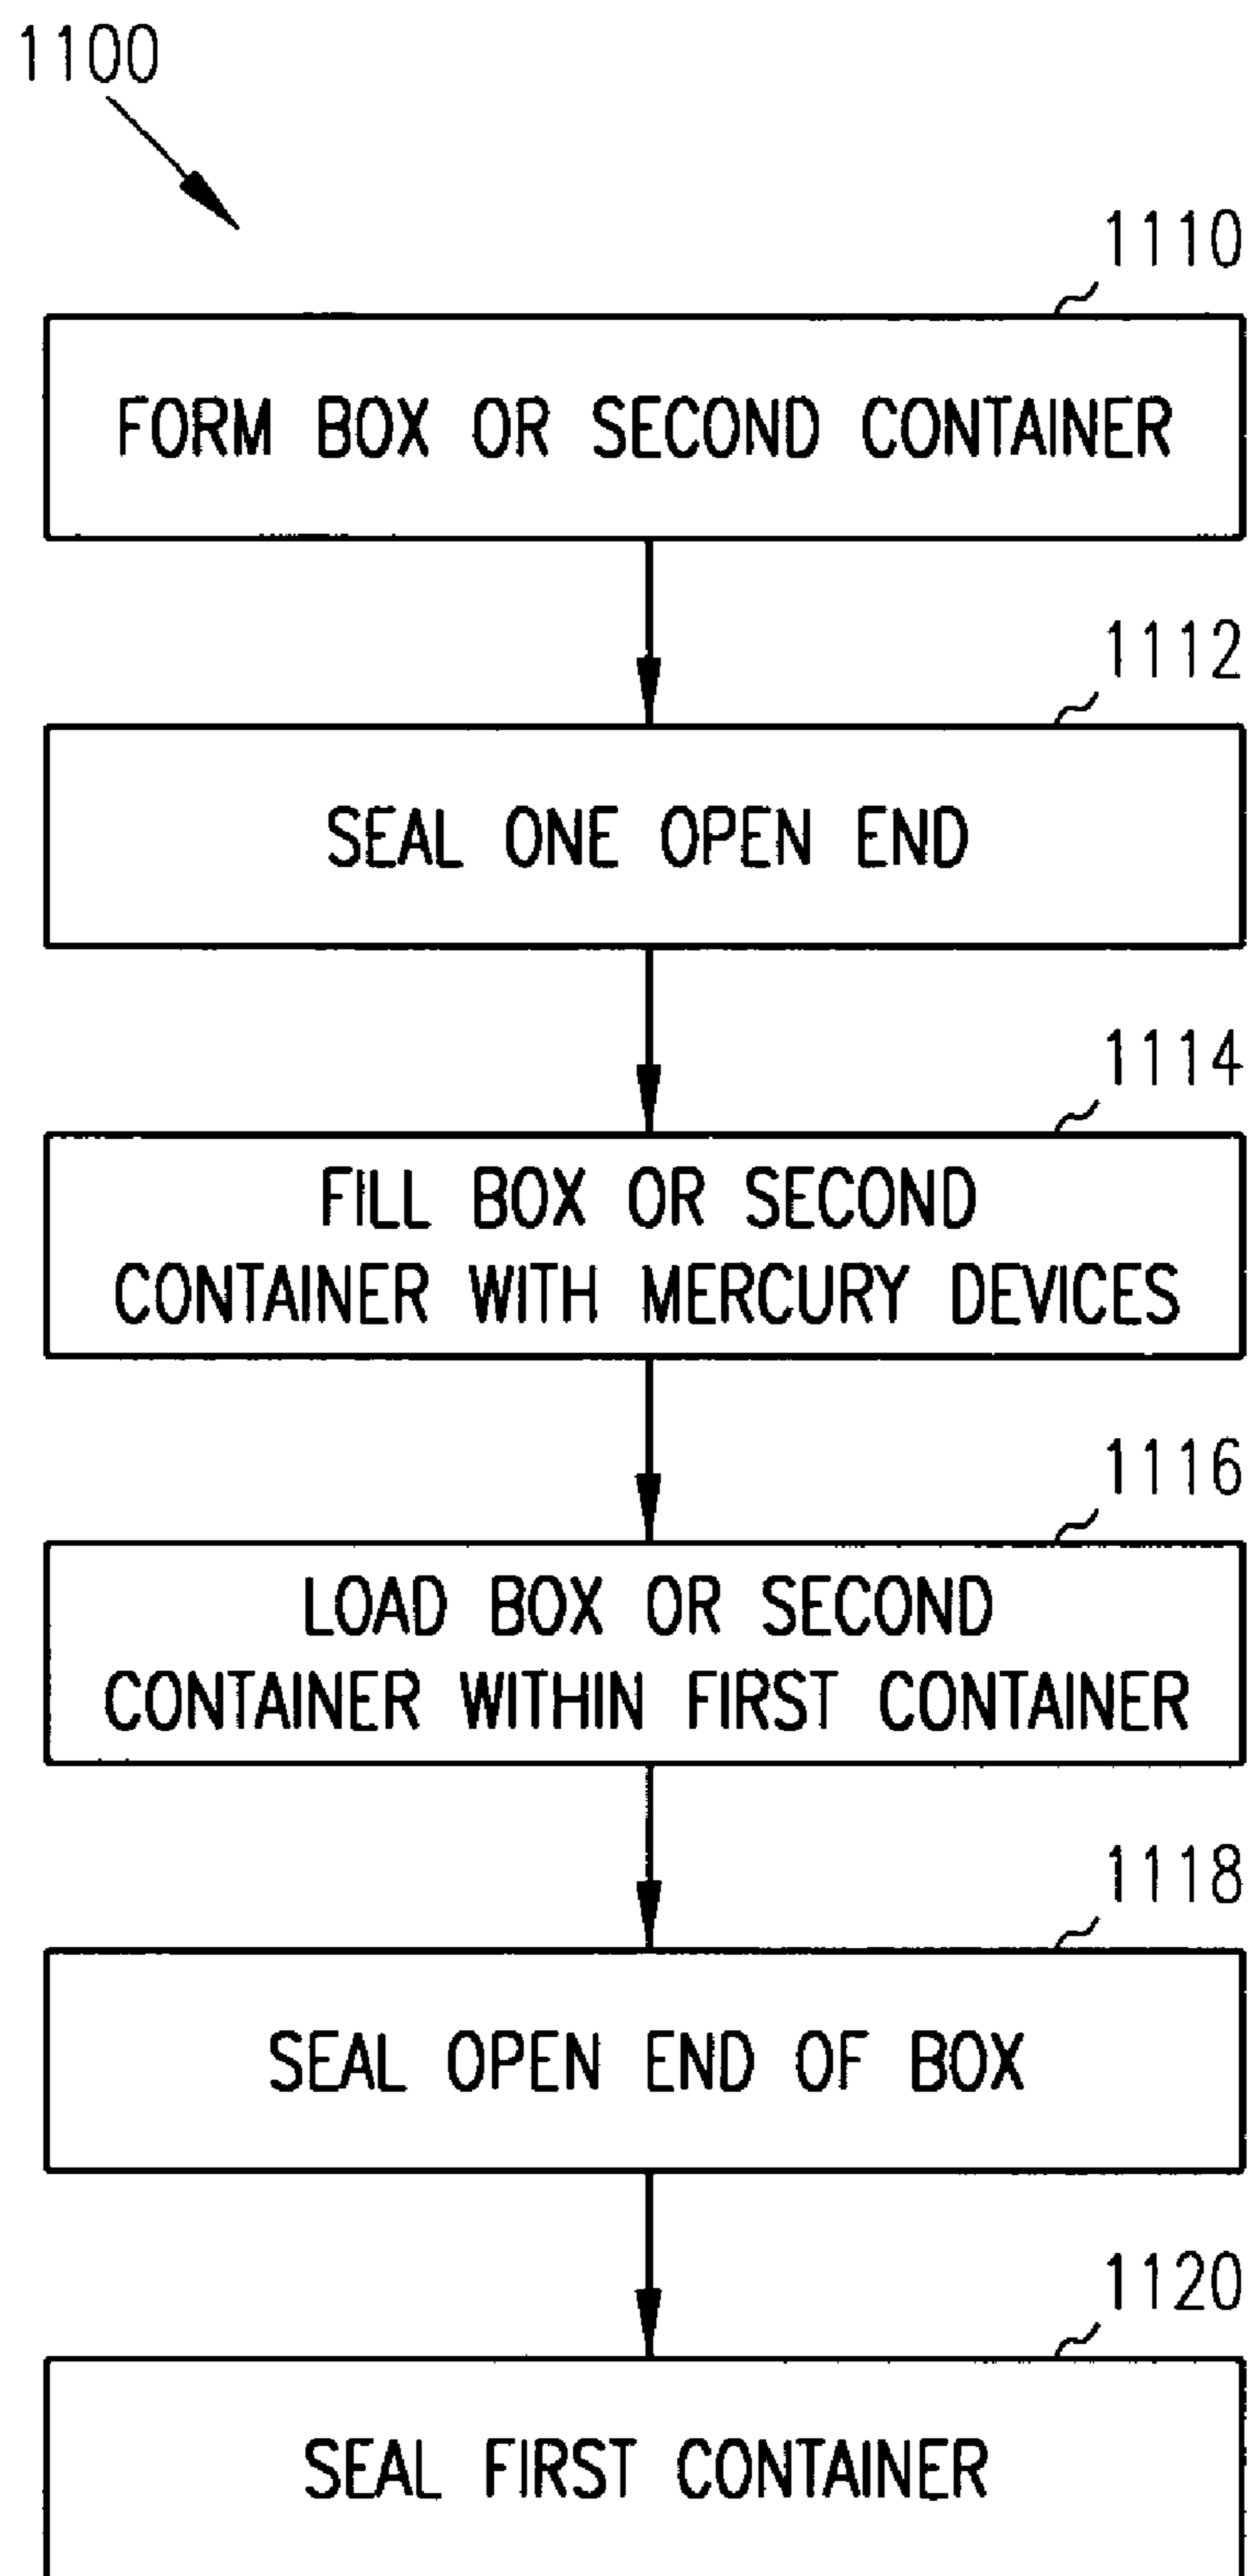 1100
1110
FORM BOX OR SECOND CONTAINER
1112
SEAL ONE OPEN END
1114
FILL BOX OR SECOND
CONTAINER WITH MERCURY DEVICES
1116
LOAD BOX OR SECOND
CONTAINER WITHIN FIRST CONTAINER
1118
SEAL OPEN END OF BOX
1120
SEAL FIRST CONTAINER